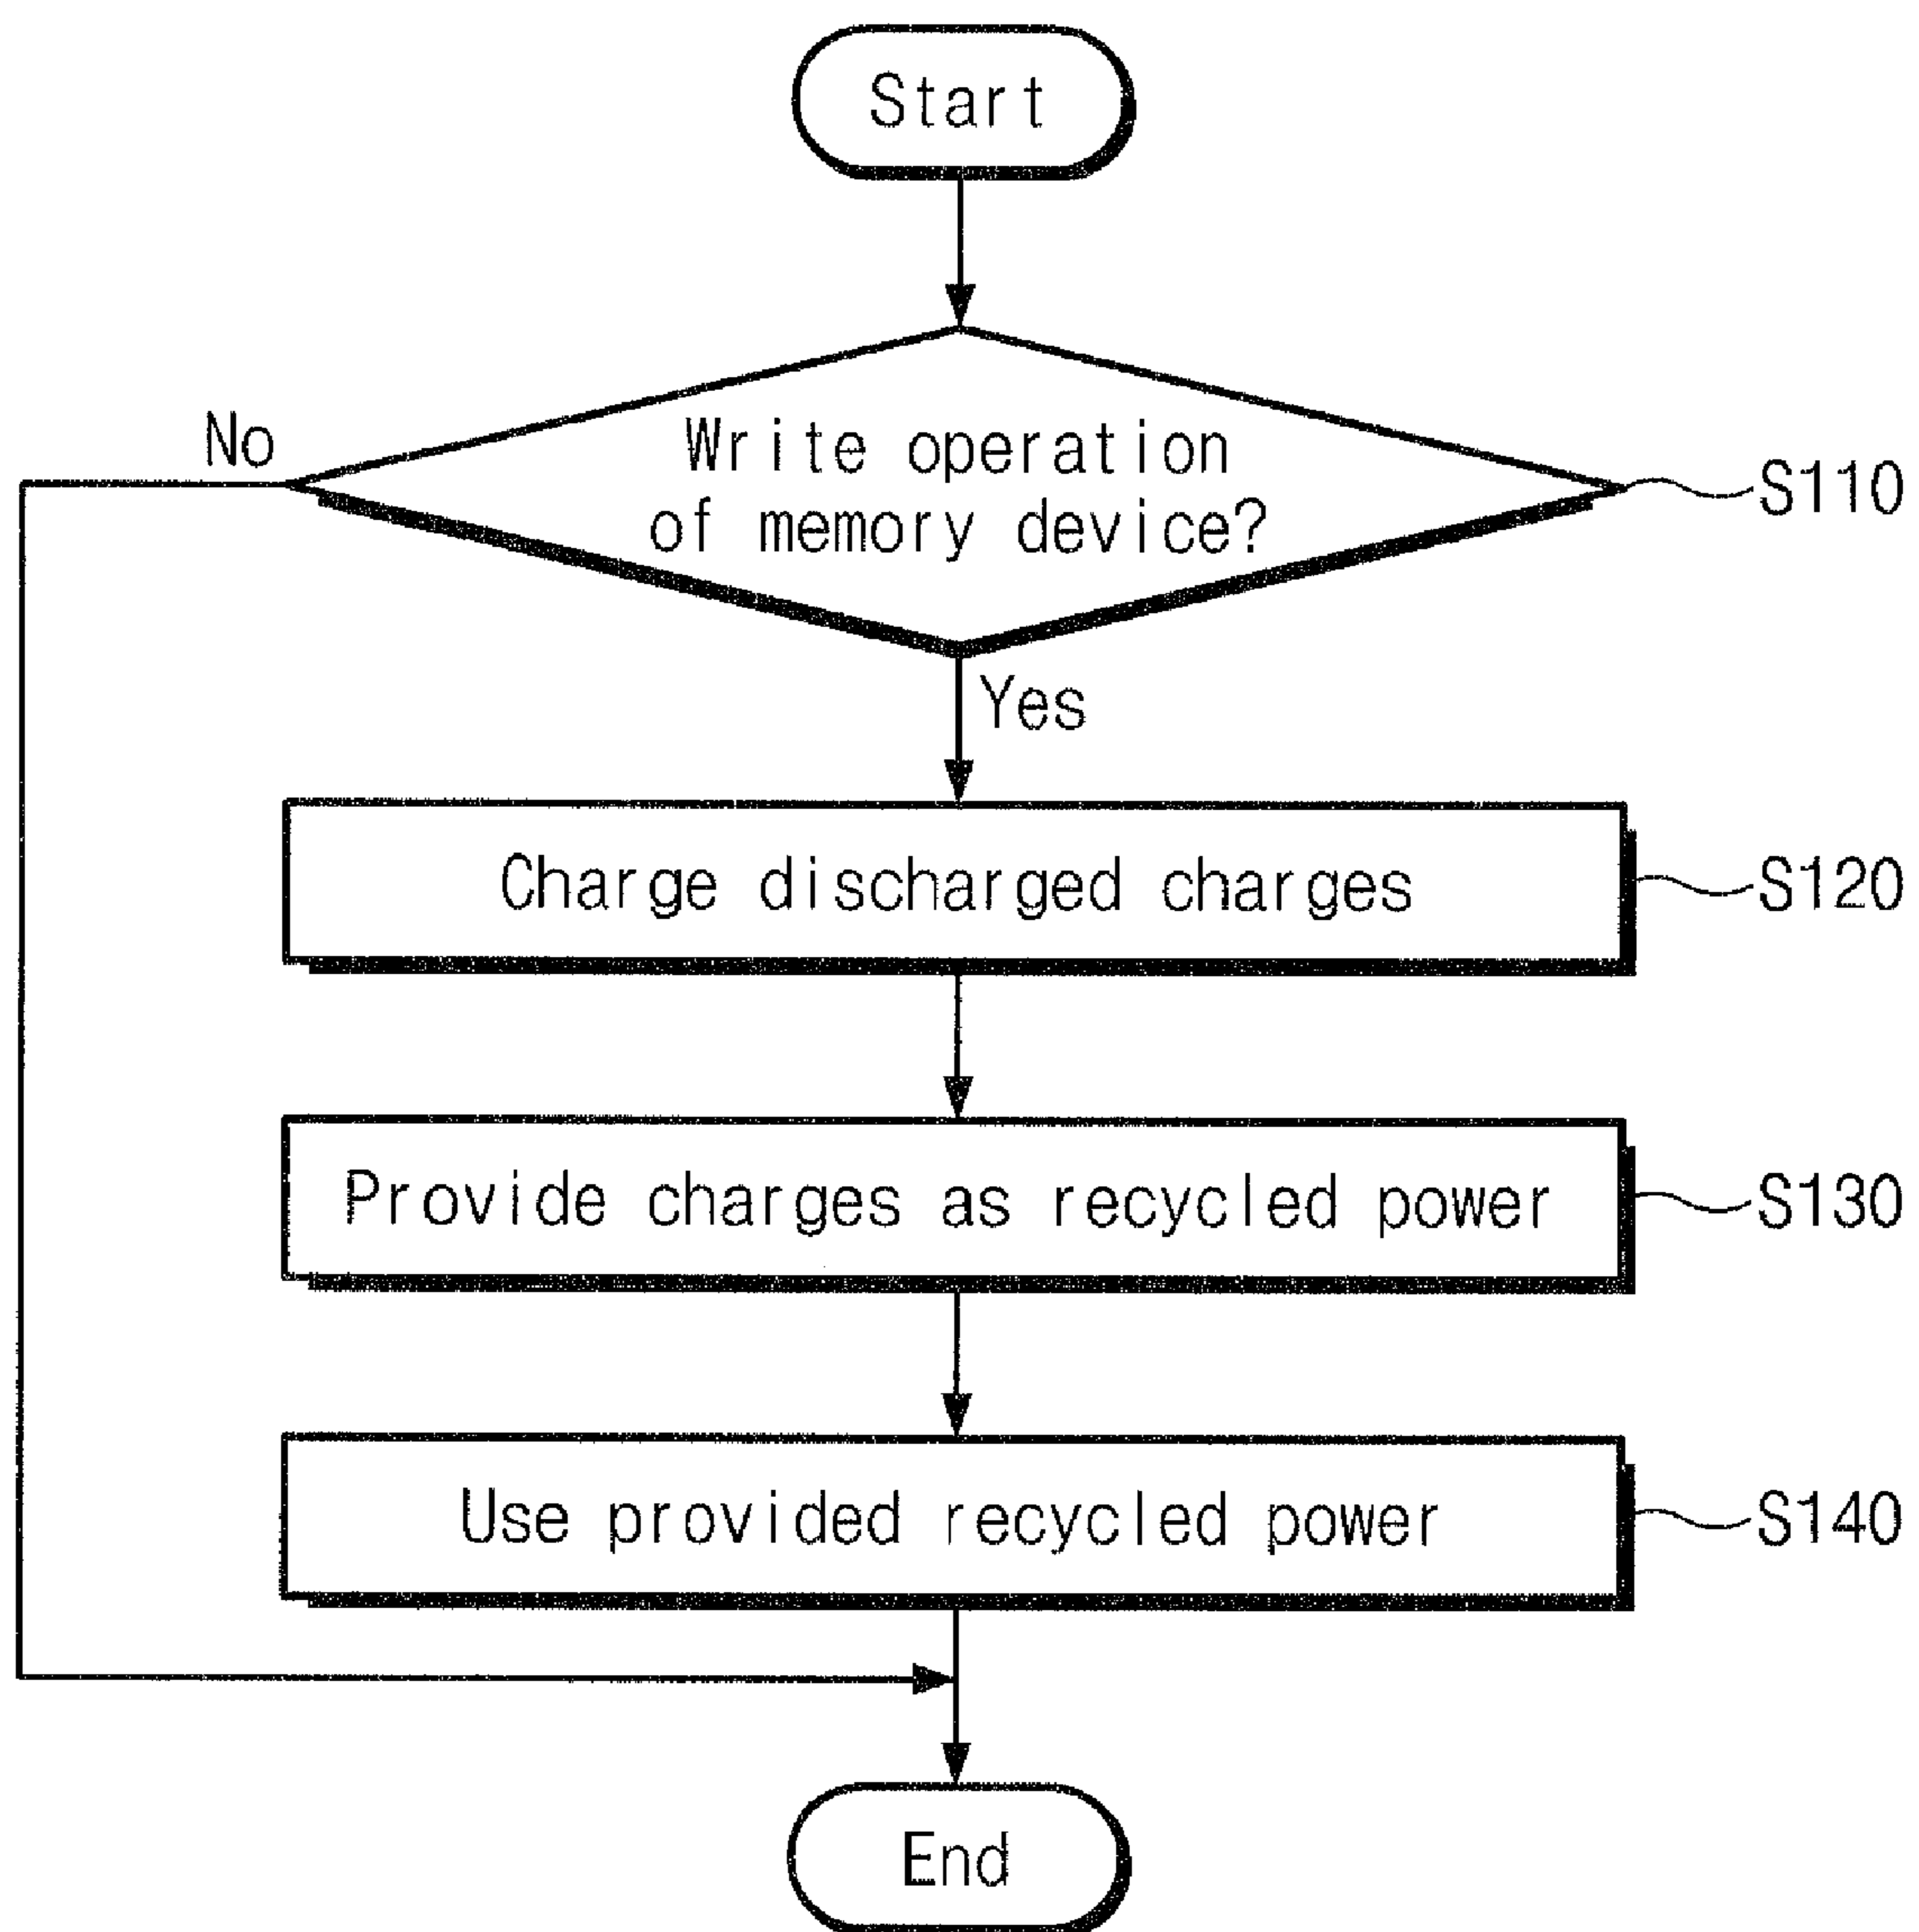 Start
No
Write operation
of memory device?
S110
Yes
Charge discharged charges
S120
Provide charges as recycled power
S130
Use provided recycled power
S140
End